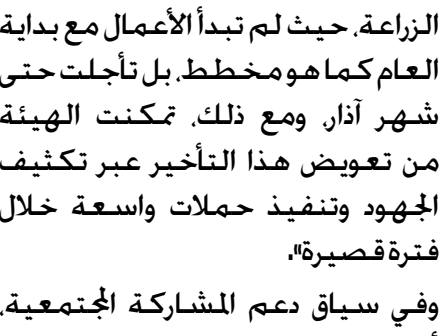 الزراعة، حيث لم تبدأ الأعمال مع بداية
العام كما هو مخطط، بل تأجلت حتى
شهر آذار، ومع ذلك، تمكنت الهيئة
من تعويض هذا التأخير عبر تكثيف
الجهود وتنفيذ حملات واسعة خلال
فترة قصيرة».
وفي سياق دعم المشاركة المجتمعية،